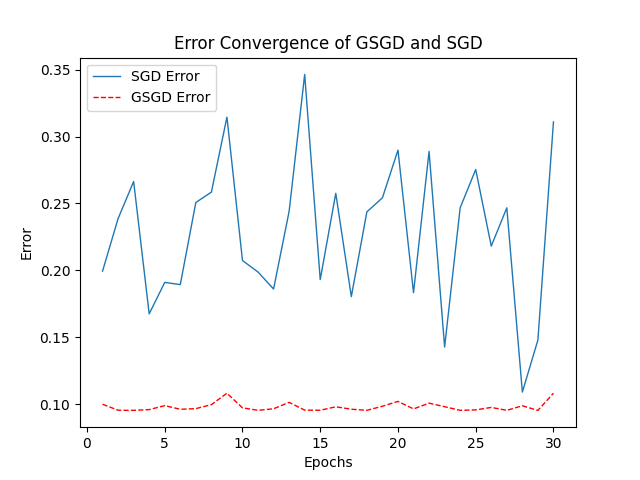 Error Convergence of GSGD and SGD
SGD Error
GSGD Error
Error
0.35
0.30
0.25
0.20
0.15
0.10
0 5 10 15 20 25 30
Epochs